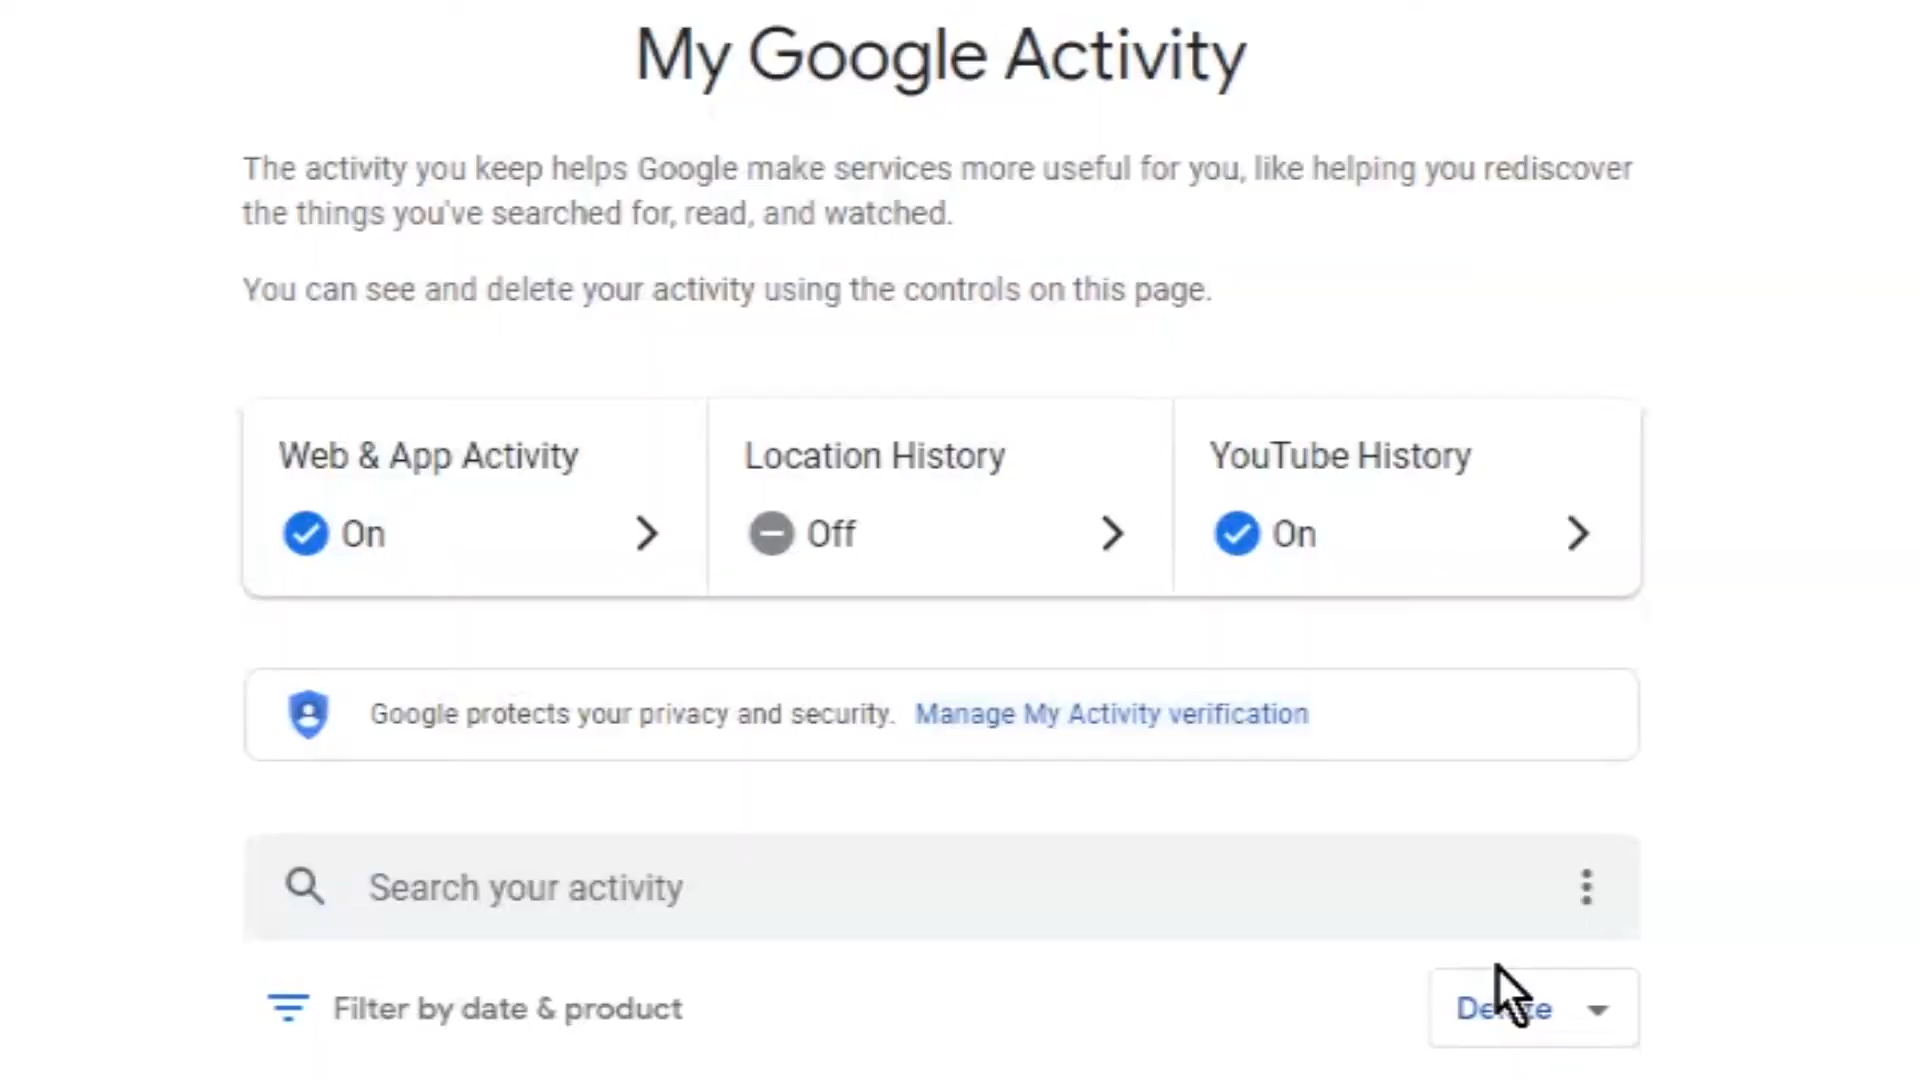 My Google Activity
The activity you keep helps Google make services more useful for you, like helping you rediscover
the things you've searched for, read, and watched.
You can see and delete your activity using the controls on this page.
Web & App Activity
On
Location History
Off
YouTube History
On
Google protects your privacy and security. Manage My Activity verification
Search your activity
Filter by date & product
Delete